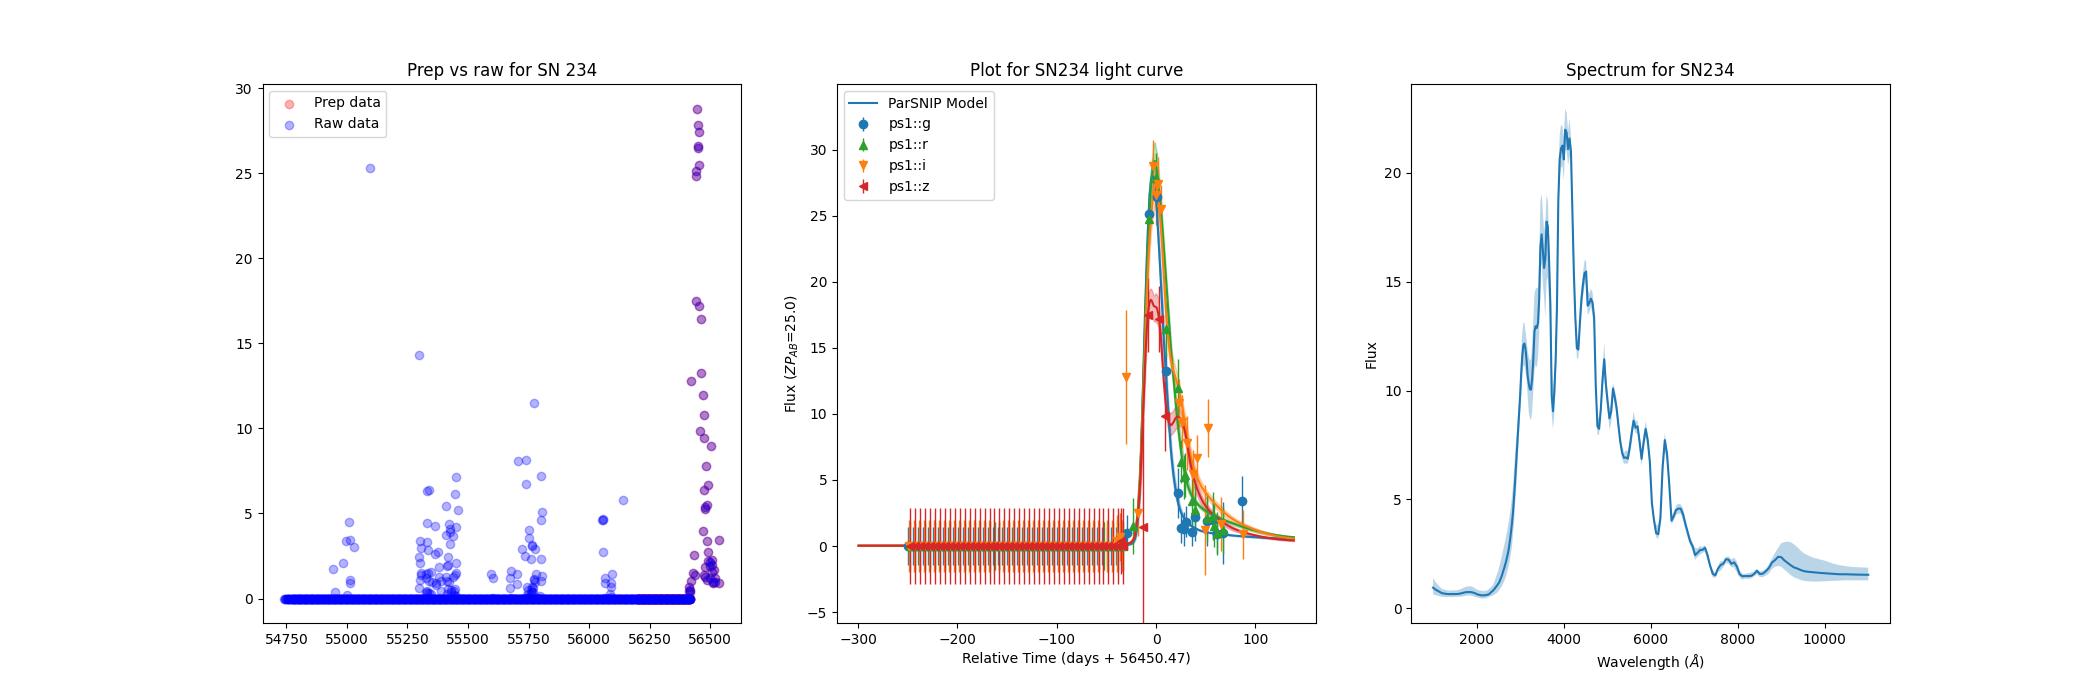 Prep vs raw for SN 234
Prep data
Raw data
30
25
20
15
10
5
0
54750 55000 55250 55500 55750 56000 56250 56500
Plot for SN234 light curve
ParSNIP Model
ps1::g
ps1::r
ps1::i
ps1::z
Flux (ZP_AB=25.0)
30
25
20
15
10
5
0
−5
−300 −200 −100 0 100
Relative Time (days + 56450.47)
Spectrum for SN234
Flux
20
15
10
5
0
2000 4000 6000 8000 10000
Wavelength (Å)